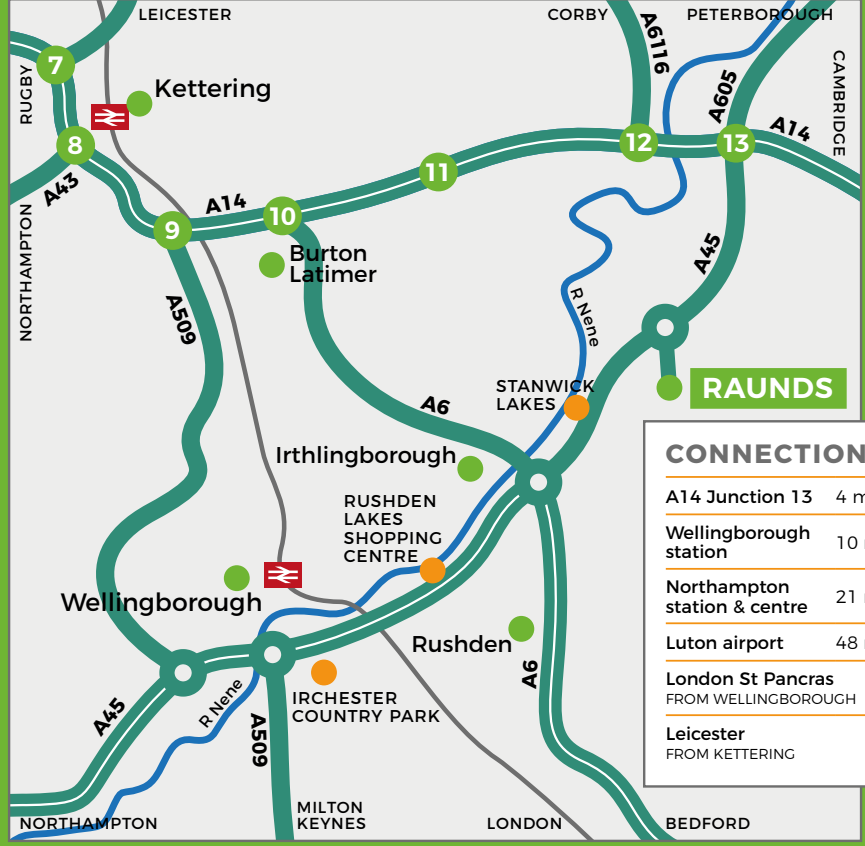 LEICESTER
CORBY
PETERBOROUGH
A6116
A605
CAMBRIDGE
RUGBY
7
Kettering
8
A43
A14
9
10
11
12
13
A14
NORTHAMPTON
Burton
Latimer
A509
A45
R Nene
STANWICK
LAKES
RAUNDS
A6
Irthlingborough
RUSHDEN
LAKES
SHOPPING
CENTRE
Wellingborough
Rushden
A6
IRCHESTER
COUNTRY PARK
R Nene
A45
A509
NORTHAMPTON
MILTON
KEYNES
LONDON
BEDFORD
CONNECTION
A14 Junction 13 4 m
Wellingborough
station 10
Northampton
station & centre 21
Luton airport 48
London St Pancras
FROM WELLINGBOROUGH
Leicester
FROM KETTERING